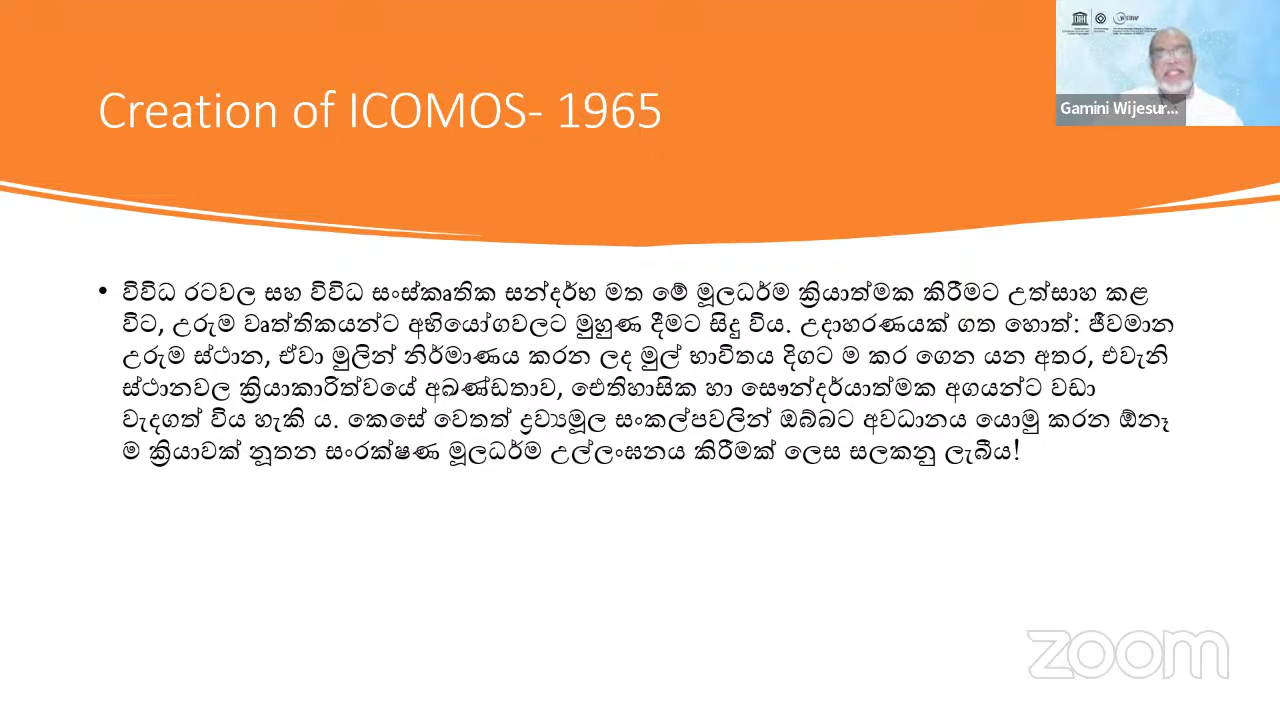 Creation of ICOMOS- 1965
Gamini Wijesur...
• විවිධ රටවල සහ විවිධ සංස්කෘතික සන්දර්භ මත මේ මූලධර්ම ක්‍රියාත්මක කිරීමට උත්සාහ කළ
විට, උරුම වෘත්තිකයන්ට අභියෝගවලට මුහුණ දීමට සිදු විය. උදාහරණයක් ගත හොත්: ජීවමාන
උරුම ස්ථාන, ඒවා මුලින් නිර්මාණය කරන ලද මුල් භාවිතය දිගට ම කර ගෙන යන අතර, එවැනි
ස්ථානවල ක්‍රියාකාරිත්වයේ අඛණ්ඩතාව, ඓතිහාසික හා සෞන්දර්යාත්මක අගයන්ට වඩා
වැදගත් විය හැකි ය. කෙසේ වෙතත් ද්‍රව්‍යමූල සංකල්පවලින් ඔබ්බට අවධානය යොමු කරන ඕනෑ
ම ක්‍රියාවක් නූතන සංරක්ෂණ මූලධර්ම උල්ලංඝනය කිරීමක් ලෙස සලකනු ලැබීය!
zoom